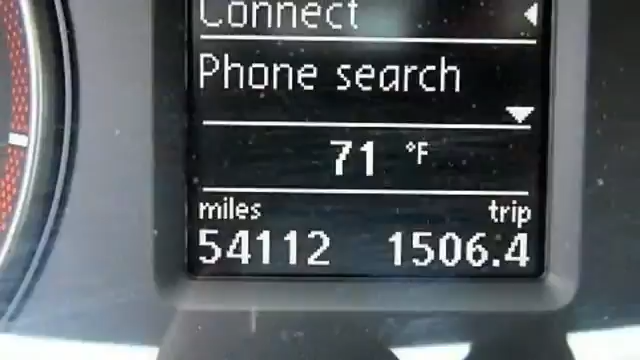 Connect
Phone search
71 °F
miles trip
54112 1506.4